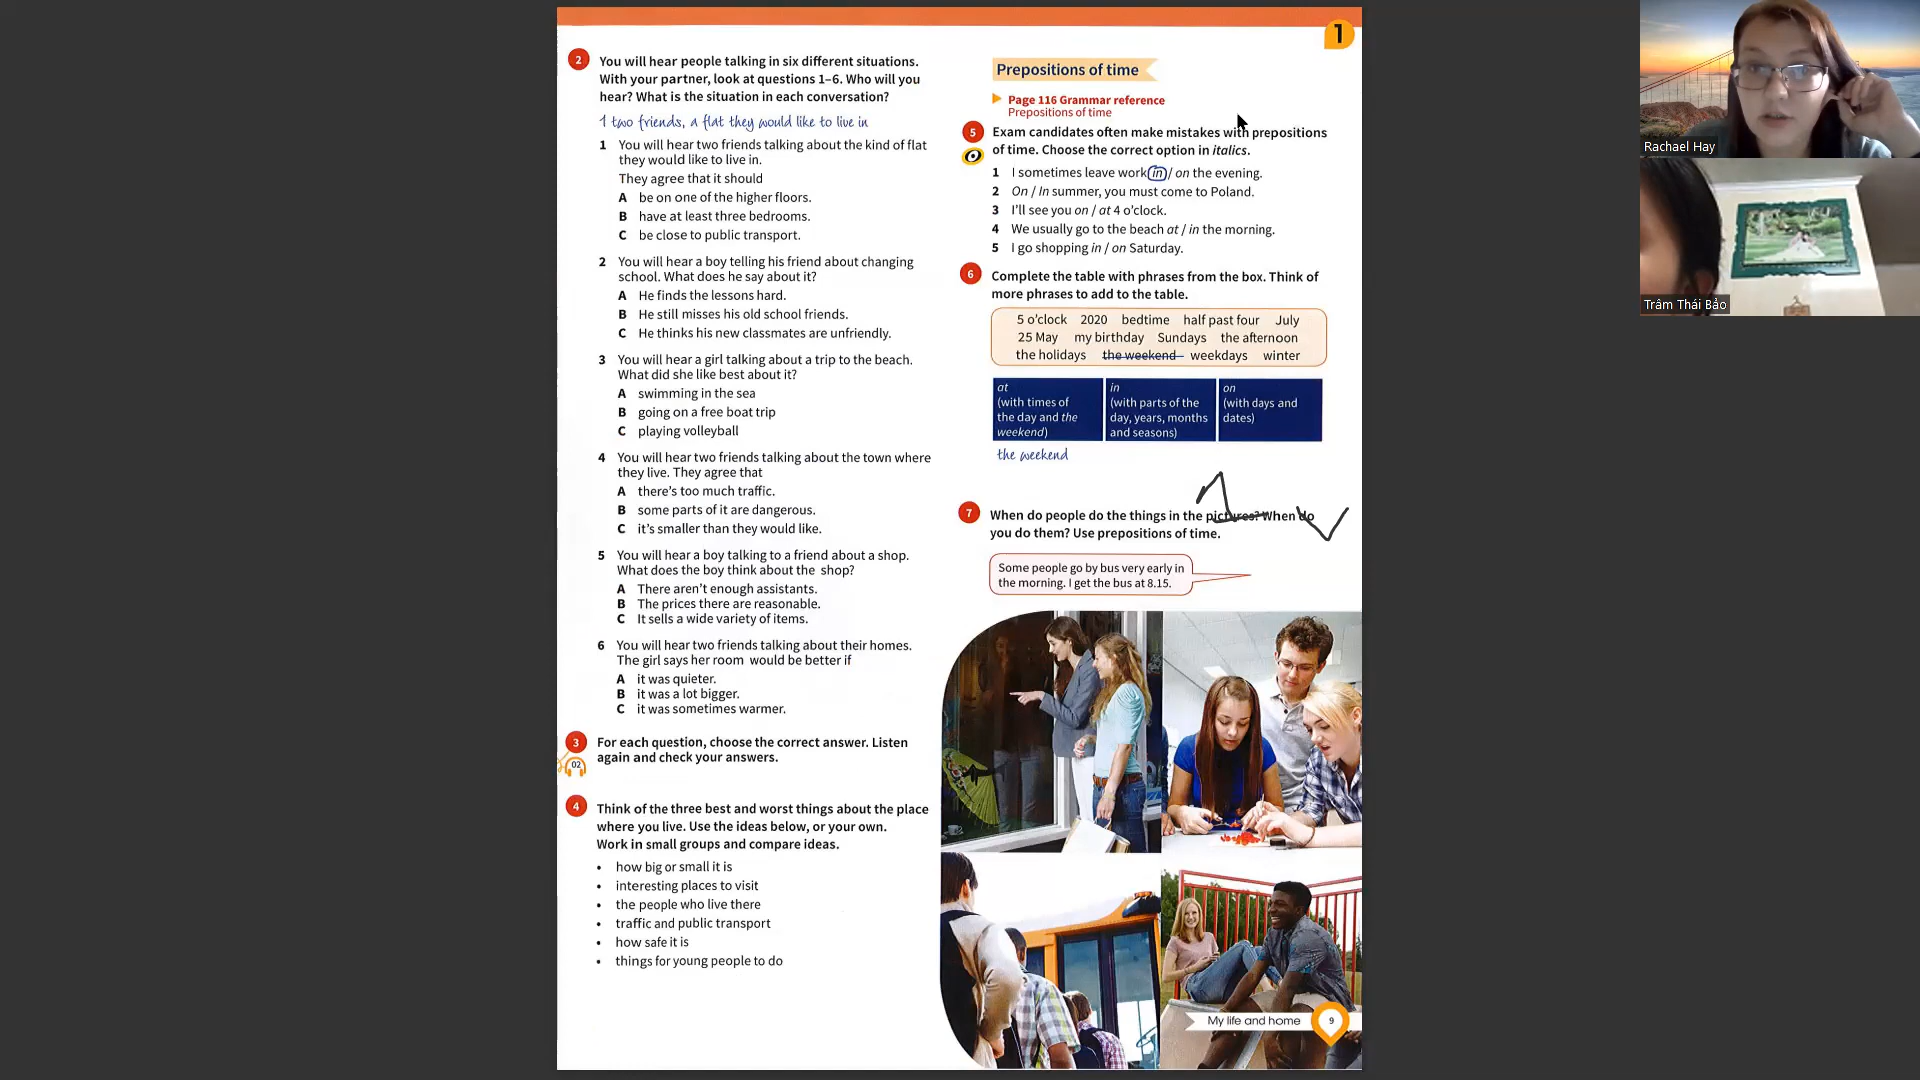 1
2 You will hear people talking in six different situations.
With your partner, look at questions 1–6. Who will you
hear? What is the situation in each conversation?
1 two friends, a flat they would like to live in
1 You will hear two friends talking about the kind of flat
they would like to live in.
They agree that it should
A be on one of the higher floors.
B have at least three bedrooms.
C be close to public transport.
2 You will hear a boy telling his friend about changing
school. What does he say about it?
A He finds the lessons hard.
B He still misses his old school friends.
C He thinks his new classmates are unfriendly.
3 You will hear a girl talking about a trip to the beach.
What did she like best about it?
A swimming in the sea
B going on a free boat trip
C playing volleyball
4 You will hear two friends talking about the town where
they live. They agree that
A there's too much traffic.
B some parts of it are dangerous.
C it's smaller than they would like.
5 You will hear a boy talking to a friend about a shop.
What does the boy think about the shop?
A There aren't enough assistants.
B The prices there are reasonable.
C It sells a wide variety of items.
6 You will hear two friends talking about their homes.
The girl says her room would be better if
A it was quieter.
B it was a lot bigger.
C it was sometimes warmer.
3 For each question, choose the correct answer. Listen
02 again and check your answers.
4 Think of the three best and worst things about the place
where you live. Use the ideas below, or your own.
Work in small groups and compare ideas.
• how big or small it is
• interesting places to visit
• the people who live there
• traffic and public transport
• how safe it is
• things for young people to do
Prepositions of time
Page 116 Grammar reference
Prepositions of time
5 Exam candidates often make mistakes with prepositions
of time. Choose the correct option in italics.
1 I sometimes leave work in / on the evening.
2 On / In summer, you must come to Poland.
3 I'll see you on / at 4 o'clock.
4 We usually go to the beach at / in the morning.
5 I go shopping in / on Saturday.
6 Complete the table with phrases from the box. Think of
more phrases to add to the table.
5 o'clock 2020 bedtime half past four July
25 May my birthday Sundays the afternoon
the holidays the weekend weekdays winter
at
(with times of
the day and the
weekend)
in
(with parts of the
day, years, months
and seasons)
on
(with days and
dates)
the weekend
7 When do people do the things in the pictures? When do
you do them? Use prepositions of time.
Some people go by bus very early in
the morning. I get the bus at 8.15.
My life and home 9
Rachael Hay
Trâm Thái Bảo